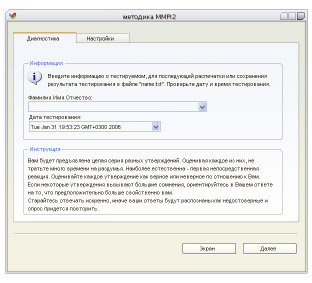 методика MMPI2
Диагностика Настройки
Информация
Введите информацию о тестируемом, для последующей распечатки или сохранения
результата тестирования в файле "name.txt". Проверьте дату и время тестирования.
Фамилия Имя Отчество:
Дата тестирования:
Tue Jan 31 19:53:23 GMT+0300 2006
Инструкция
Вам будет предъявлена целая серия разных утверждений. Оценивая каждое из них, не
тратьте много времени на раздумья. Наиболее естественна - первая непосредственная
реакция. Оценивайте каждое утверждение как верное или неверное по отношению к Вам.
Если некоторые утверждения вызывают большие сомнения, ориентируйтесь в Вашем ответе
на то, что предположительно больше свойственно Вам.
Старайтесь отвечать искренно, иначе ваши ответы будут распознаны как недостоверные и
опрос придется повторить.
Экран Далее